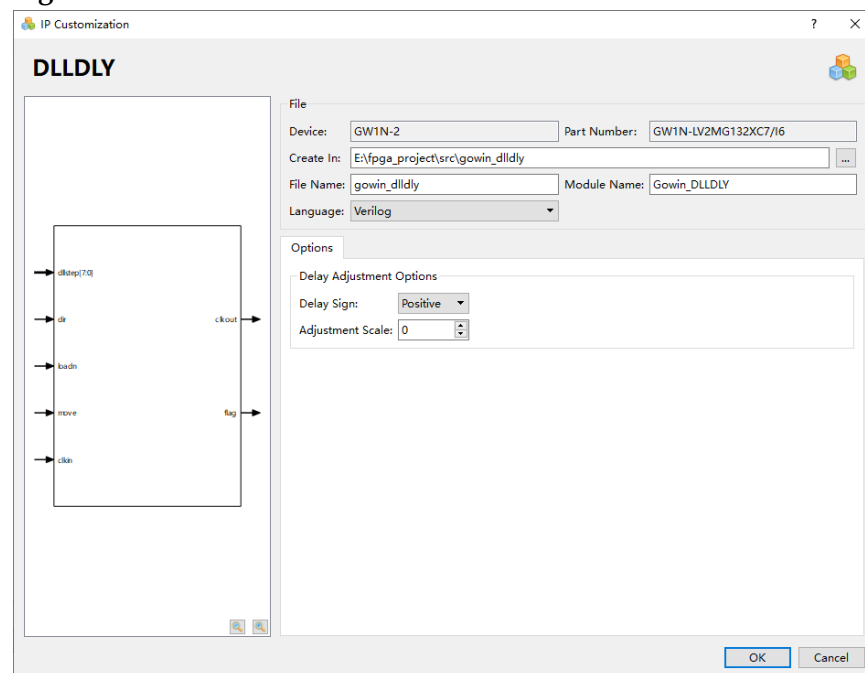 IP Customization
?
×
DLLDLY
File
Device: GW1N-2 Part Number: GW1N-LV2MG132XC7/I6
Create In: E:\fpga_project\src\gowin_dlldly ...
File Name: gowin_dlldly Module Name: Gowin_DLLDLY
Language: Verilog
Options
Delay Adjustment Options
Delay Sign: Positive
Adjustment Scale: 0
dllstep[7:0]
dir clkout
loadn
move flag
clkin
OK Cancel